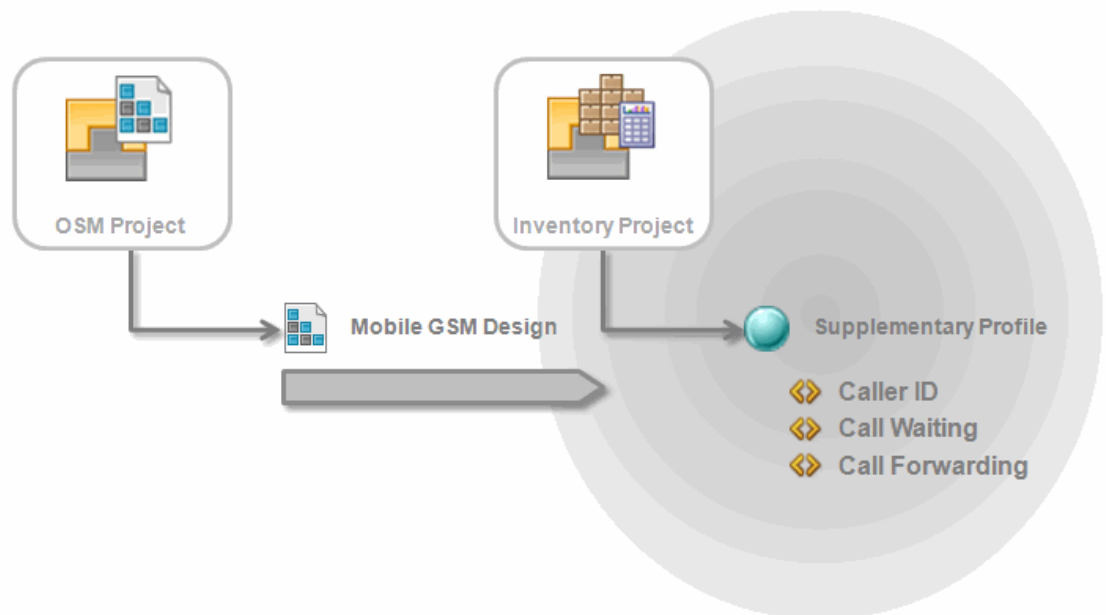 OSM Project
Inventory Project
Mobile GSM Design
Supplementary Profile
Caller ID
Call Waiting
Call Forwarding